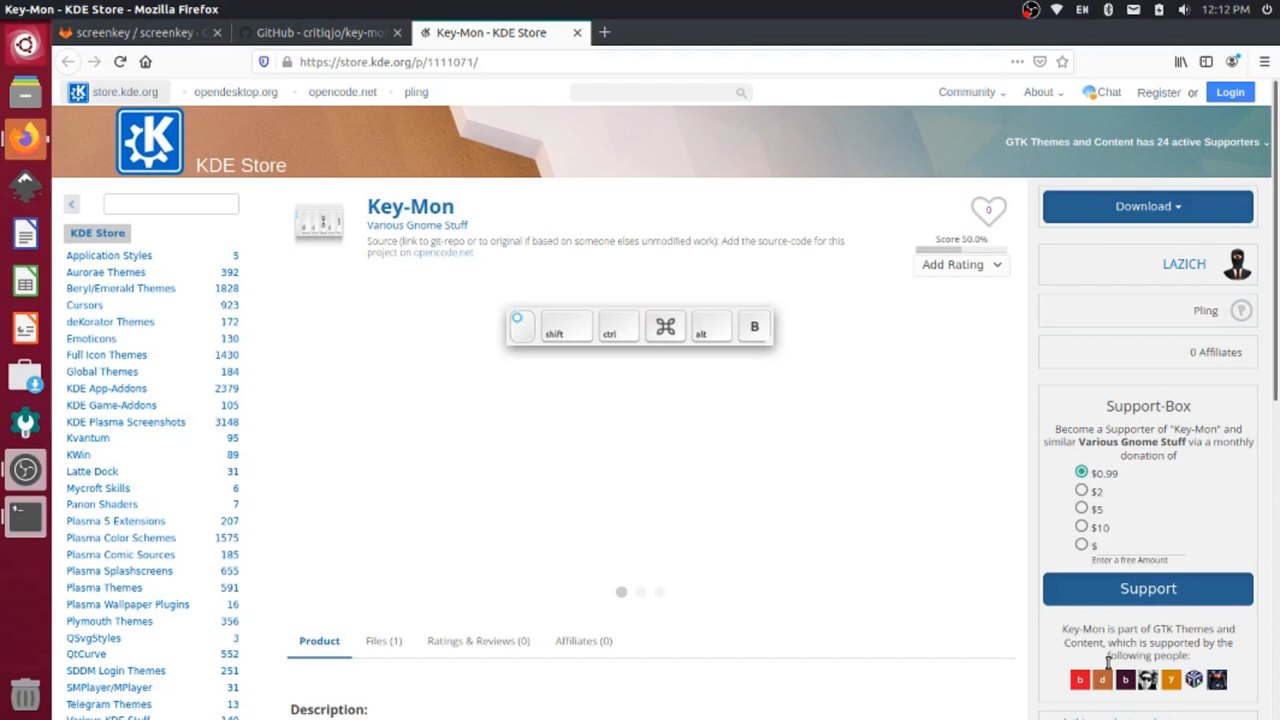 Key-Mon - KDE Store - Mozilla Firefox
EN
12:12 PM
screenkey / screenkey ·
GitHub - critiqjo/key-mon
Key-Mon - KDE Store
https://store.kde.org/p/1111071/
store.kde.org
opendesktop.org
opencode.net
pling
Community
About
Chat
Register
or
Login
KDE Store
GTK Themes and Content has 24 active Supporters
KDE Store
Application Styles 5
Aurorae Themes 392
Beryl/Emerald Themes 1828
Cursors 923
deKorator Themes 172
Emoticons 130
Full Icon Themes 1430
Global Themes 184
KDE App-Addons 2379
KDE Game-Addons 105
KDE Plasma Screenshots 3148
Kvantum 95
KWin 89
Latte Dock 31
Mycroft Skills 6
Panon Shaders 7
Plasma 5 Extensions 207
Plasma Color Schemes 1575
Plasma Comic Sources 185
Plasma Splashscreens 655
Plasma Themes 591
Plasma Wallpaper Plugins 16
Plymouth Themes 356
QSvgStyles 3
QtCurve 552
SDDM Login Themes 251
SMPlayer/MPlayer 31
Telegram Themes 13
Various KDE Stuff 140
Key-Mon
Various Gnome Stuff
Source (link to git-repo or to original if based on someone elses unmodified work): Add the source-code for this
project on opencode.net
0
Score 50.0%
Add Rating
shift
ctrl
⌘
alt
B
Product
Files (1)
Ratings & Reviews (0)
Affiliates (0)
Description:
Download
LAZICH
Pling
0 Affiliates
Support-Box
Become a Supporter of "Key-Mon" and
similar Various Gnome Stuff via a monthly
donation of
$0.99
$2
$5
$10
$
Enter a free Amount
Support
Key-Mon is part of GTK Themes and
Content, which is supported by the
following people:
b
d
b
y